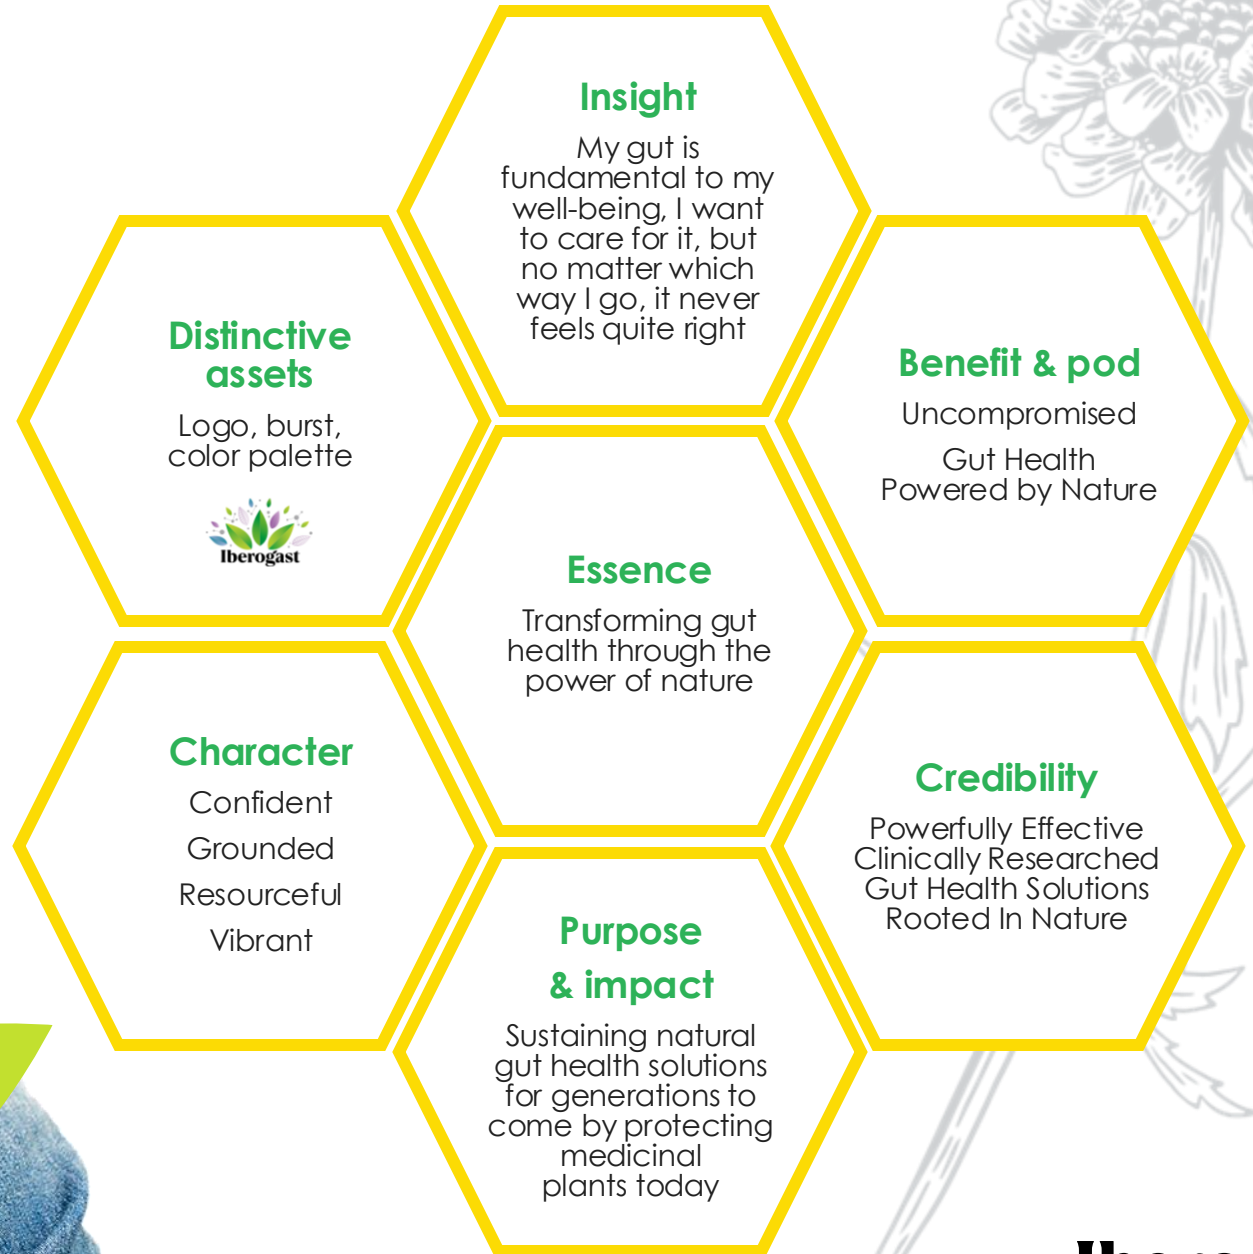 Insight
My gut is
fundamental to my
well-being, I want
to care for it, but
no matter which
way I go, it never
feels quite right
Distinctive
assets
Logo, burst,
color palette
Iberogast
Benefit & pod
Uncompromised
Gut Health
Powered by Nature
Essence
Transforming gut
health through the
power of nature
Character
Confident
Grounded
Resourceful
Vibrant
Credibility
Powerfully Effective
Clinically Researched
Gut Health Solutions
Rooted In Nature
Purpose
& impact
Sustaining natural
gut health solutions
for generations to
come by protecting
medicinal
plants today